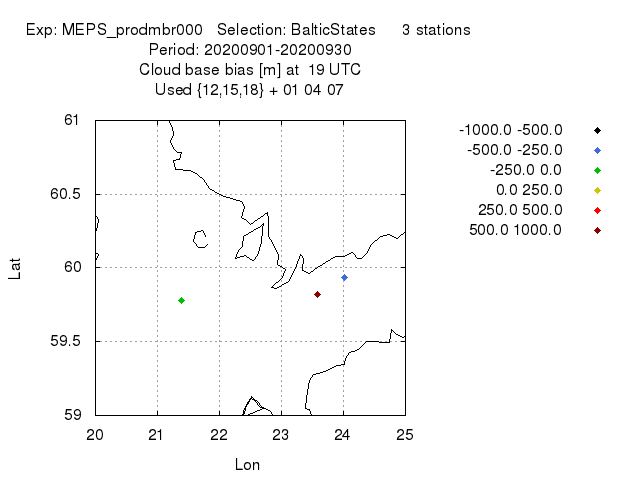 Exp: MEPS_prodmbr000   Selection: BalticStates      3 stations
Period: 20200901-20200930
Cloud base bias [m] at  19 UTC
Used {12,15,18} + 01 04 07
-1000.0 -500.0
-500.0 -250.0
-250.0 0.0
0.0 250.0
250.0 500.0
500.0 1000.0
61
60.5
60
59.5
59
Lat
20 21 22 23 24 25
Lon